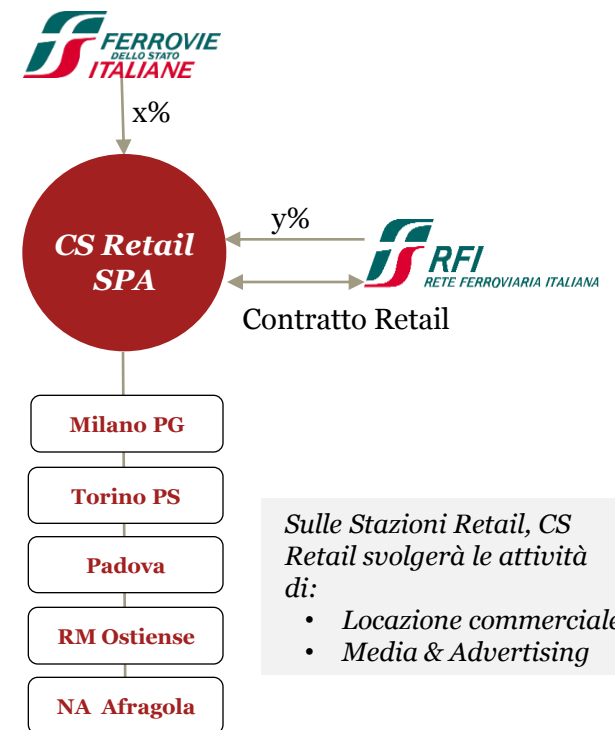 FERROVIE
DELLO STATO
ITALIANE
x%
CS Retail
SPA
y%
RFI
RETE FERROVIARIA ITALIANA
Contratto Retail
Milano PG
Torino PS
Padova
RM Ostiense
NA Afragola
Sulle Stazioni Retail, CS
Retail svolgerà le attività
di:
• Locazione commerciale
• Media & Advertising